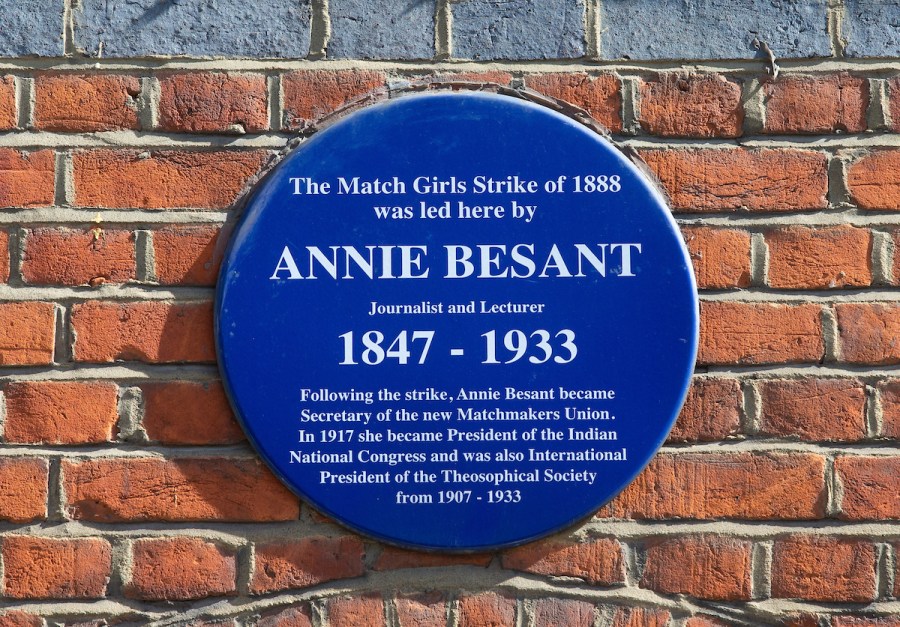 The Match Girls Strike of 1888
was led here by
ANNIE BESANT
Journalist and Lecturer
1847 - 1933
Following the strike, Annie Besant became
Secretary of the new Matchmakers Union.
In 1917 she became President of the Indian
National Congress and was also International
President of the Theosophical Society
from 1907 - 1933